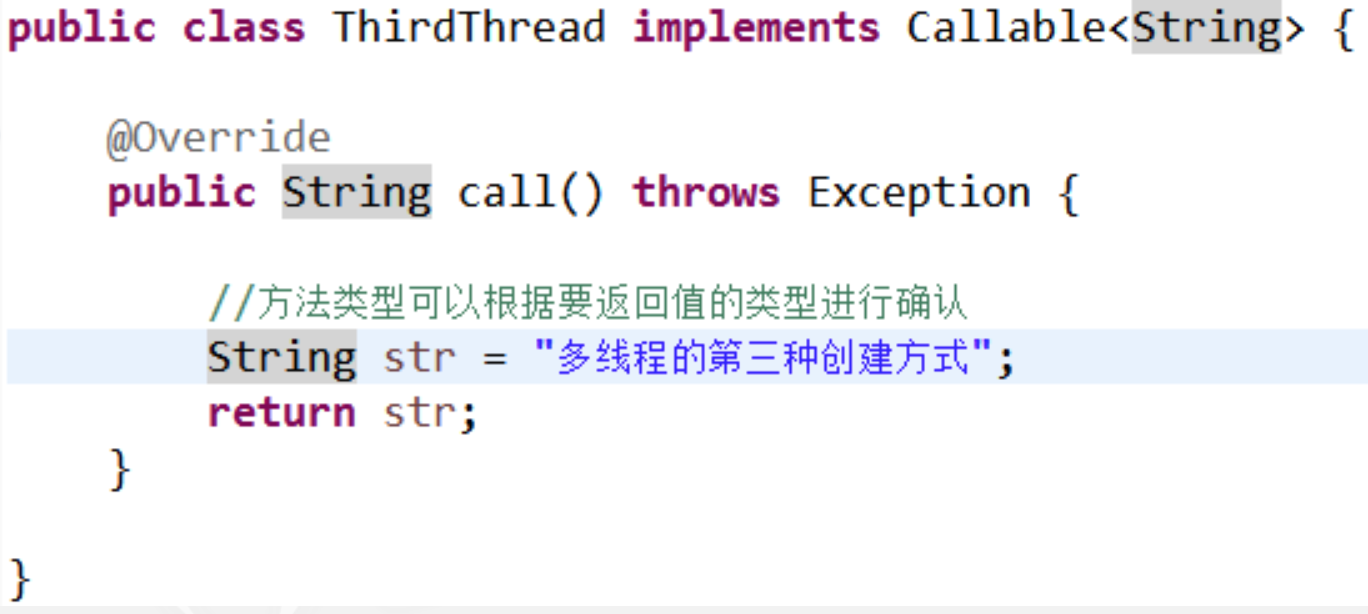 public class ThirdThread implements Callable<String> {
@Override
public String call() throws Exception {
//方法类型可以根据要返回值的类型进行确认
String str = "多线程的第三种创建方式";
return str;
}
}